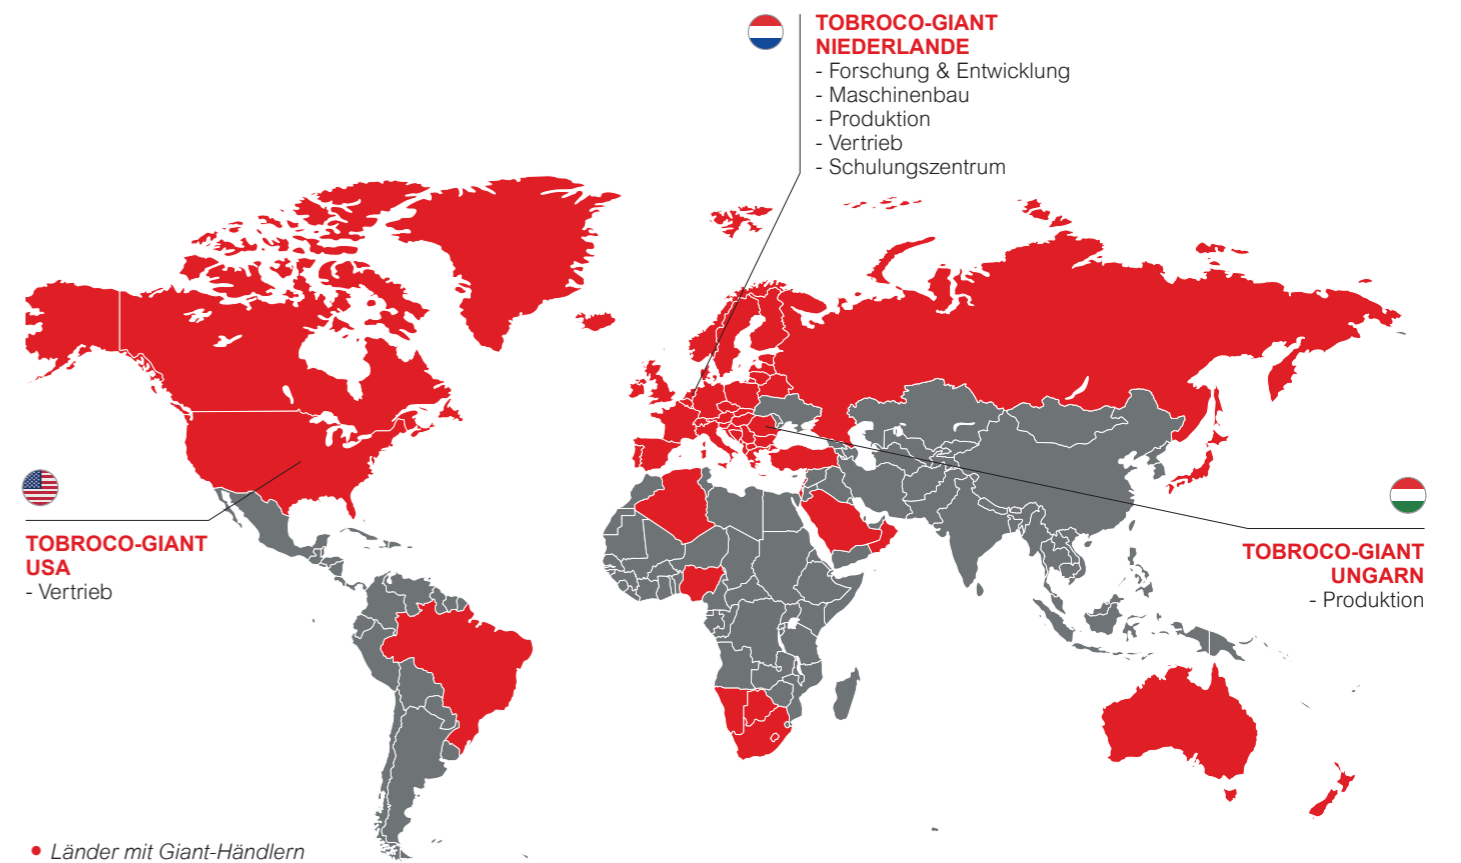 TOBROCO-GIANT
NIEDERLANDE
- Forschung & Entwicklung
- Maschinenbau
- Produktion
- Vertrieb
- Schulungszentrum
TOBROCO-GIANT
USA
- Vertrieb
TOBROCO-GIANT
UNGARN
- Produktion
• Länder mit Giant-Händlern